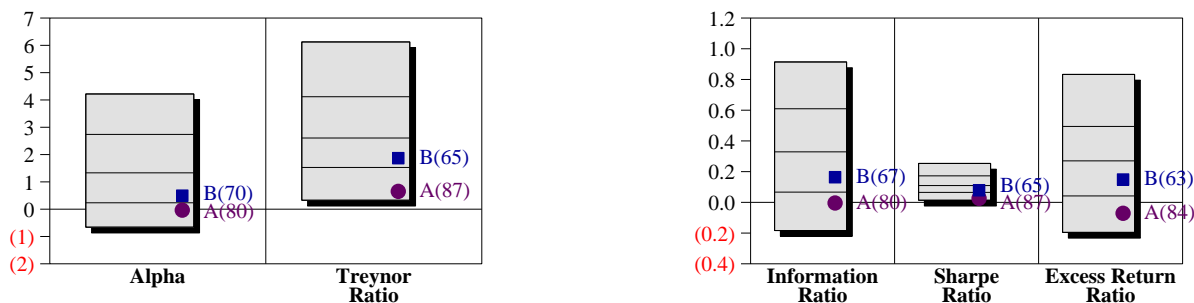 7
6
5
4
3
2
1
0
(1)
(2)
B(70)
A(80)
B(65)
A(87)
Alpha
Treynor
Ratio
1.2
1.0
0.8
0.6
0.4
0.2
0.0
(0.2)
(0.4)
B(67)
A(80)
B(65)
A(87)
B(63)
A(84)
Information
Ratio
Sharpe
Ratio
Excess Return
Ratio